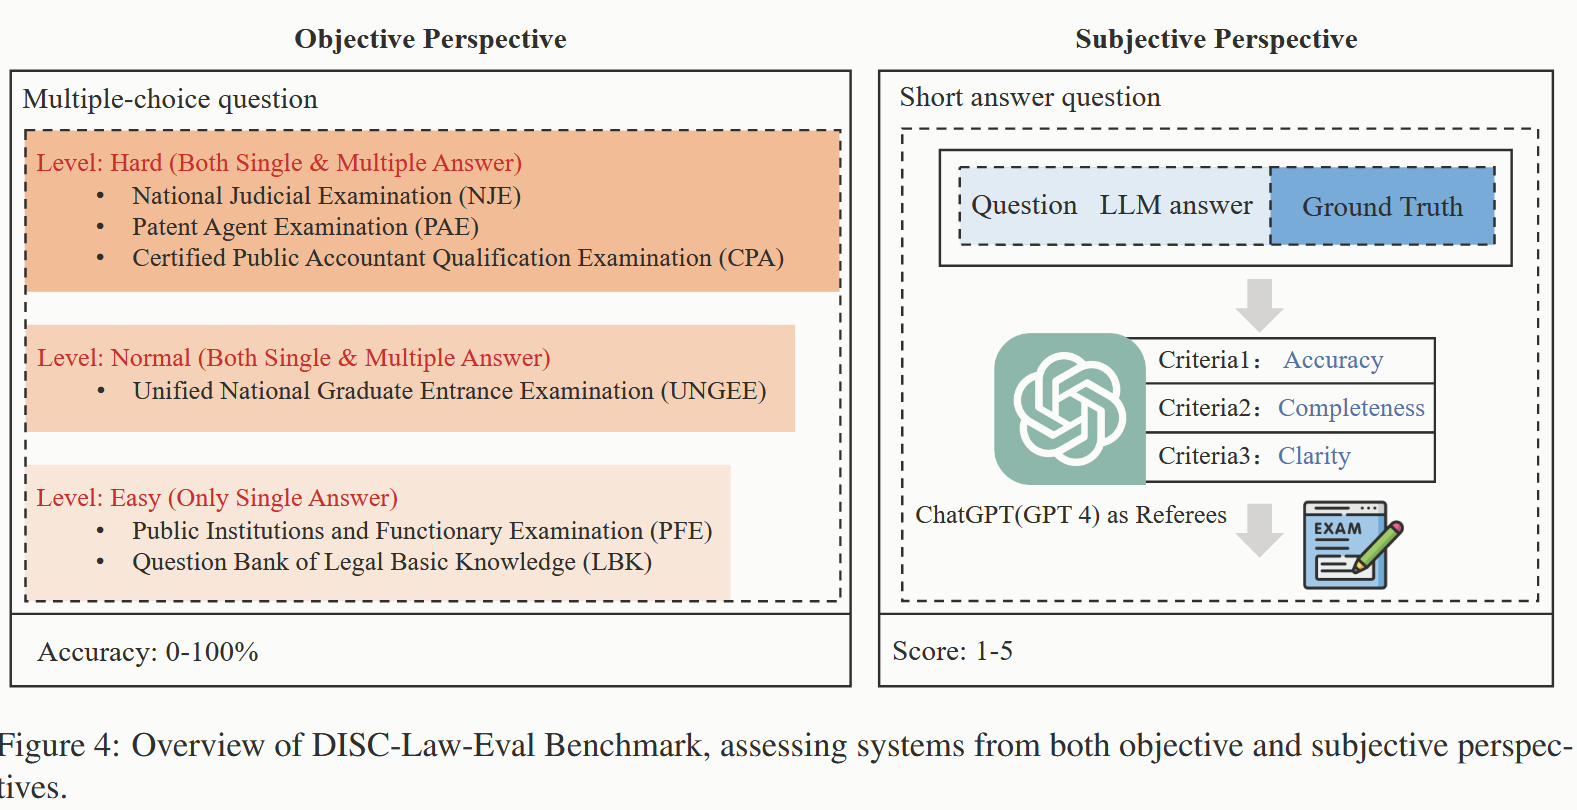 Objective Perspective
Multiple-choice question
Level: Hard (Both Single & Multiple Answer)
• National Judicial Examination (NJE)
• Patent Agent Examination (PAE)
• Certified Public Accountant Qualification Examination (CPA)
Level: Normal (Both Single & Multiple Answer)
• Unified National Graduate Entrance Examination (UNGEE)
Level: Easy (Only Single Answer)
• Public Institutions and Functionary Examination (PFE)
• Question Bank of Legal Basic Knowledge (LBK)
Accuracy: 0-100%
Subjective Perspective
Short answer question
Question LLM answer Ground Truth
Criteria1： Accuracy
Criteria2： Completeness
Criteria3： Clarity
ChatGPT(GPT 4) as Referees
EXAM
Score: 1-5
Figure 4: Overview of DISC-Law-Eval Benchmark, assessing systems from both objective and subjective perspec-
tives.